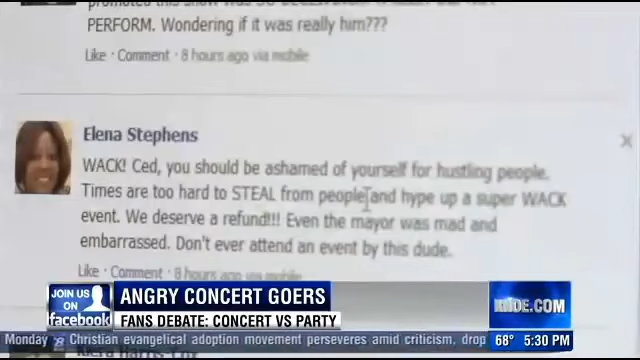 PERFORM. Wondering if it was really him???
Like · Comment · 8 hours ago via mobile
Elena Stephens
WACK! Ced, you should be ashamed of yourself for hustling people.
Times are too hard to STEAL from people and hype up a super WACK
event. We deserve a refund!!! Even the mayor was mad and
embarrassed. Don't ever attend an event by this dude.
Like · Comment · 8 hours ago via mobile
JOIN US
ON
facebook
ANGRY CONCERT GOERS
FANS DEBATE: CONCERT VS PARTY
.COM
Monday
Christian evangelical adoption movement perseveres amid criticism, drop
68° 5:30 PM